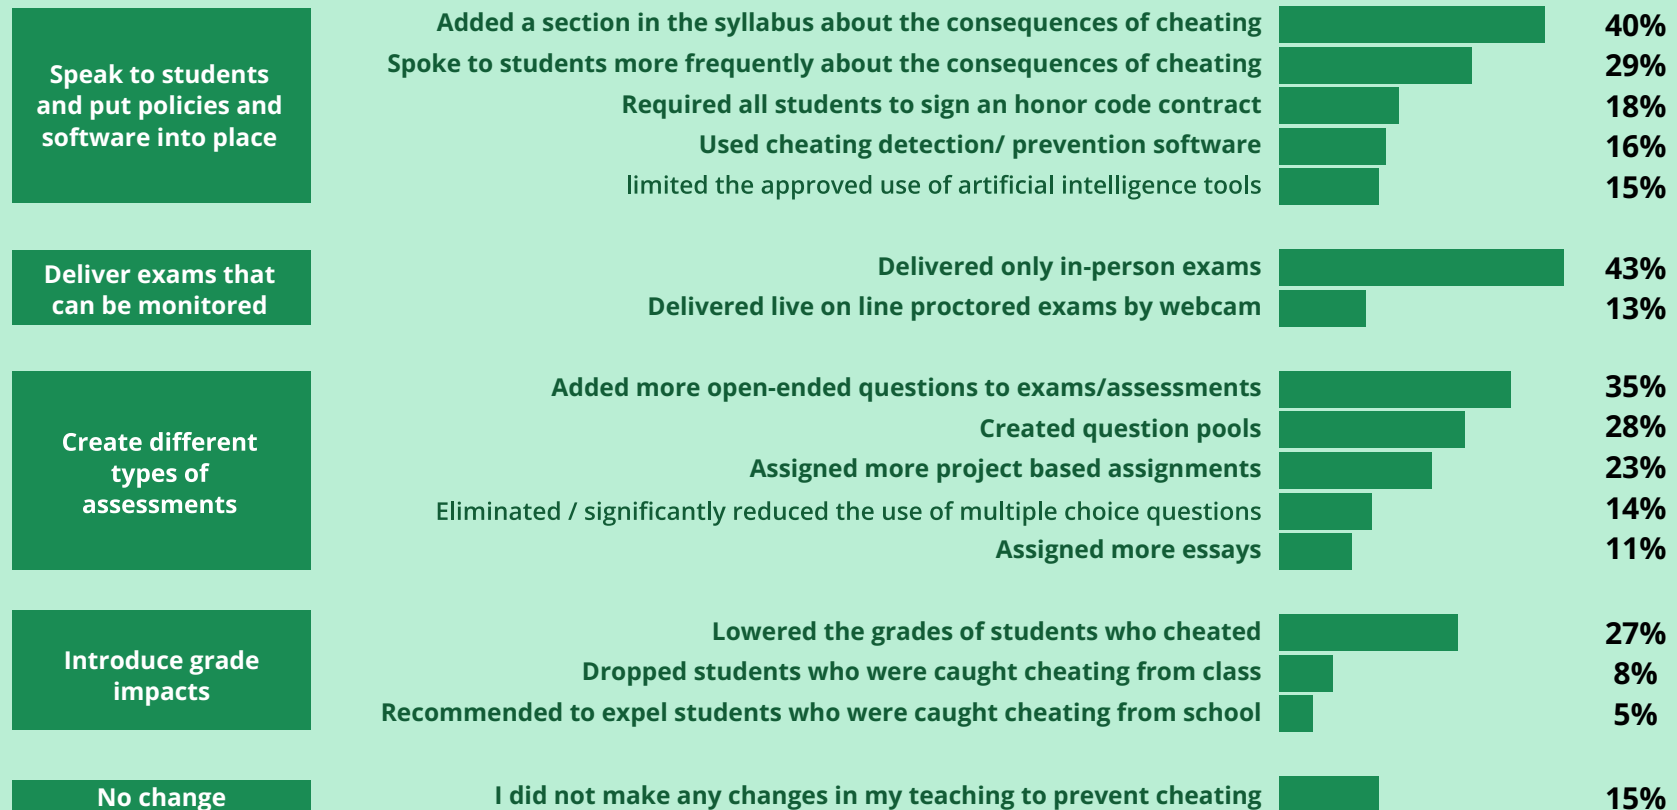 Speak to students
and put policies and
software into place
Added a section in the syllabus about the consequences of cheating 40%
Spoke to students more frequently about the consequences of cheating 29%
Required all students to sign an honor code contract 18%
Used cheating detection/ prevention software 16%
limited the approved use of artificial intelligence tools 15%
Deliver exams that
can be monitored
Delivered only in-person exams 43%
Delivered live on line proctored exams by webcam 13%
Create different
types of
assessments
Added more open-ended questions to exams/assessments 35%
Created question pools 28%
Assigned more project based assignments 23%
Eliminated / significantly reduced the use of multiple choice questions 14%
Assigned more essays 11%
Introduce grade
impacts
Lowered the grades of students who cheated 27%
Dropped students who were caught cheating from class 8%
Recommended to expel students who were caught cheating from school 5%
No change
I did not make any changes in my teaching to prevent cheating 15%